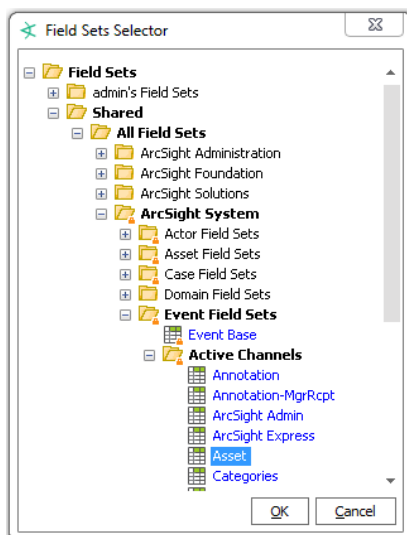 Field Sets Selector
Field Sets
admin's Field Sets
Shared
All Field Sets
ArcSight Administration
ArcSight Foundation
ArcSight Solutions
ArcSight System
Actor Field Sets
Asset Field Sets
Case Field Sets
Domain Field Sets
Event Field Sets
Event Base
Active Channels
Annotation
Annotation-MgrRcpt
ArcSight Admin
ArcSight Express
Asset
Categories
OK Cancel